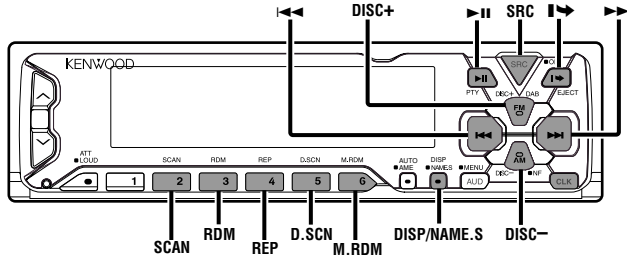 DISC+ SRC
KENWOOD
SRC OFF
PTY DISC+ DAB EJECT
FM
ATT
LOUD
SCAN RDM REP D.SCN M.RDM
AUTO
AME
DISP
NAMES
MENU
AM
DISC− NF
1 2 3 4 5 6
AUD CLK
SCAN RDM REP D.SCN M.RDM DISP/NAME.S DISC−